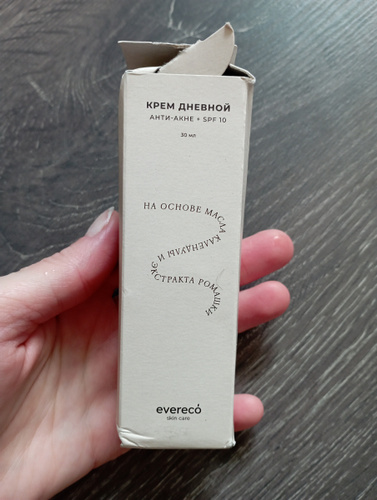 КРЕМ ДНЕВНОЙ
АНТИ-АКНЕ + SPF 10
30 мл
НА ОСНОВЕ МАСЛА
КАЛЕНДУЛЫ И
ЭКСТРАКТА РОМАШКИ
evereco
skin care